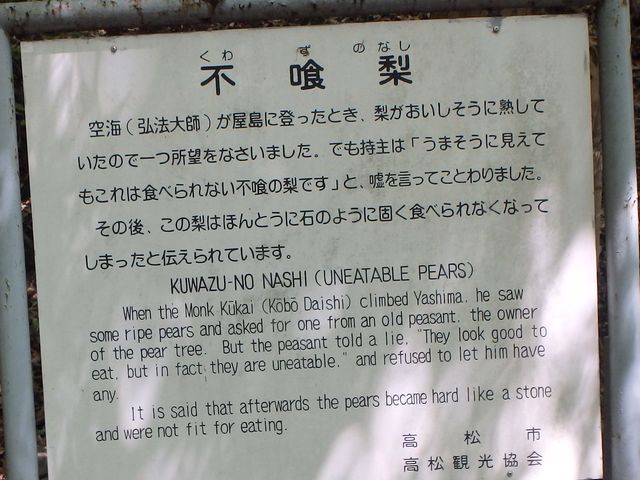 くわ ず のなし
不 喰 梨
空海(弘法大師)が屋島に登ったとき、梨がおいしそうに熟して
いたので一つ所望をなさいました。でも持主は「うまそうに見えて
もこれは食べられない不喰の梨です」と、嘘を言ってことわりました。
その後、この梨はほんとうに石のように固く食べられなくなって
しまったと伝えられています。
KUWAZU-NO NASHI (UNEATABLE PEARS)
When the Monk Kūkai (Kōbō Daishi) climbed Yashima, he saw
some ripe pears and asked for one from an old peasant, the owner
of the pear tree. But the peasant told a lie, "They look good to
eat, but in fact, they are uneatable." and refused to let him have
any.
It is said that afterwards the pears became hard like a stone
and were not fit for eating.
高 松 市
高松観光協会